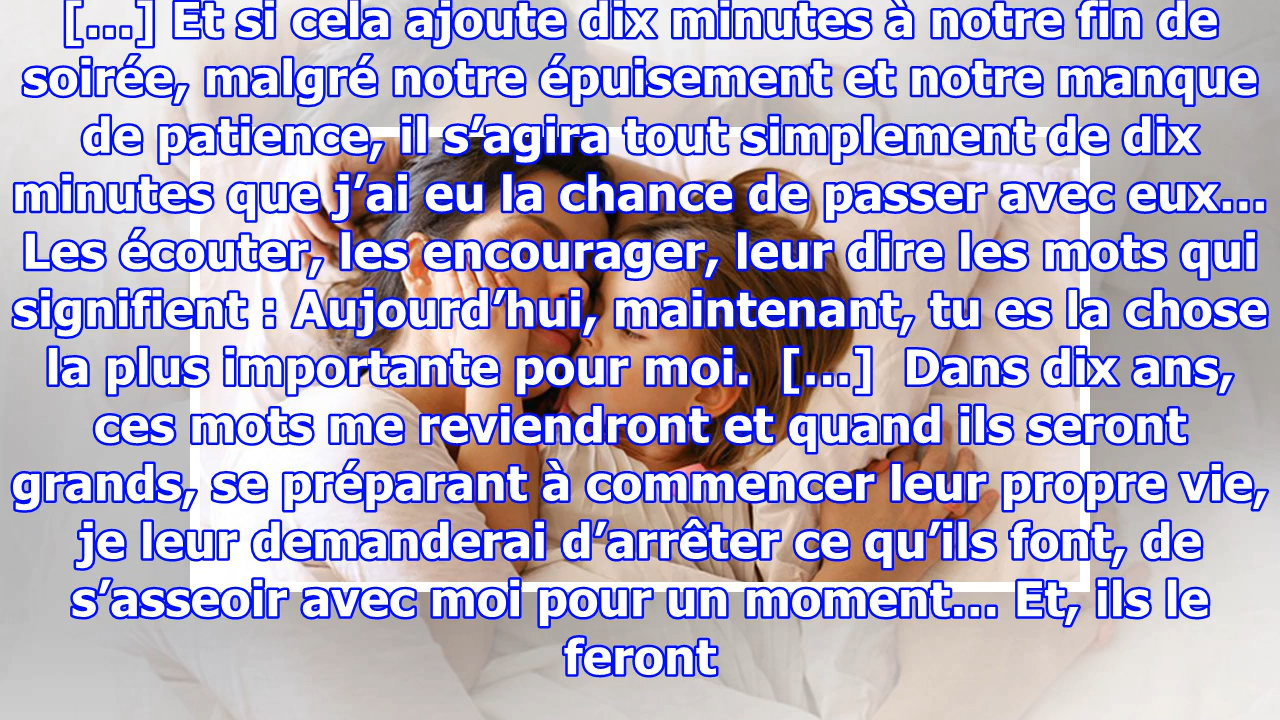 [...] Et si cela ajoute dix minutes à notre fin de
soirée, malgré notre épuisement et notre manque
de patience, il s’agira tout simplement de dix
minutes que j’ai eu la chance de passer avec eux...
Les écouter, les encourager, leur dire les mots qui
signifient : Aujourd’hui, maintenant, tu es la chose
la plus importante pour moi.  [...]  Dans dix ans,
ces mots me reviendront et quand ils seront
grands, se préparant à commencer leur propre vie,
je leur demanderai d’arrêter ce qu’ils font, de
s’asseoir avec moi pour un moment... Et, ils le
feront